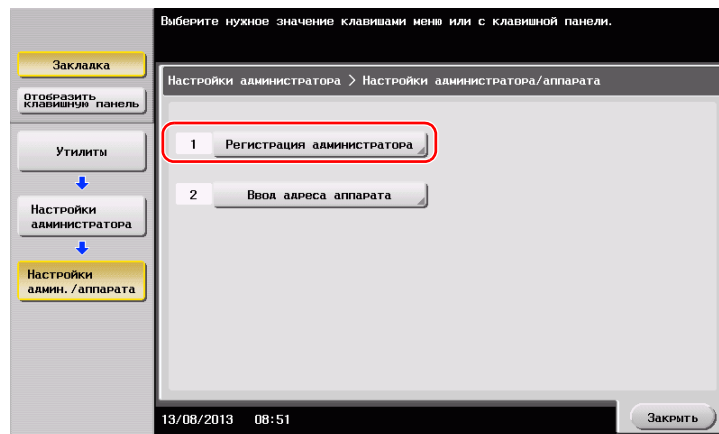 Выберите нужное значение клавишами меню или с клавишной панели.
Закладка
Отобразить
клавишную панель
Утилиты
Настройки
администратора
Настройки
админ./аппарата
Настройки администратора > Настройки администратора/аппарата
1 Регистрация администратора
2 Ввод адреса аппарата
13/08/2013 08:51
Закрыть